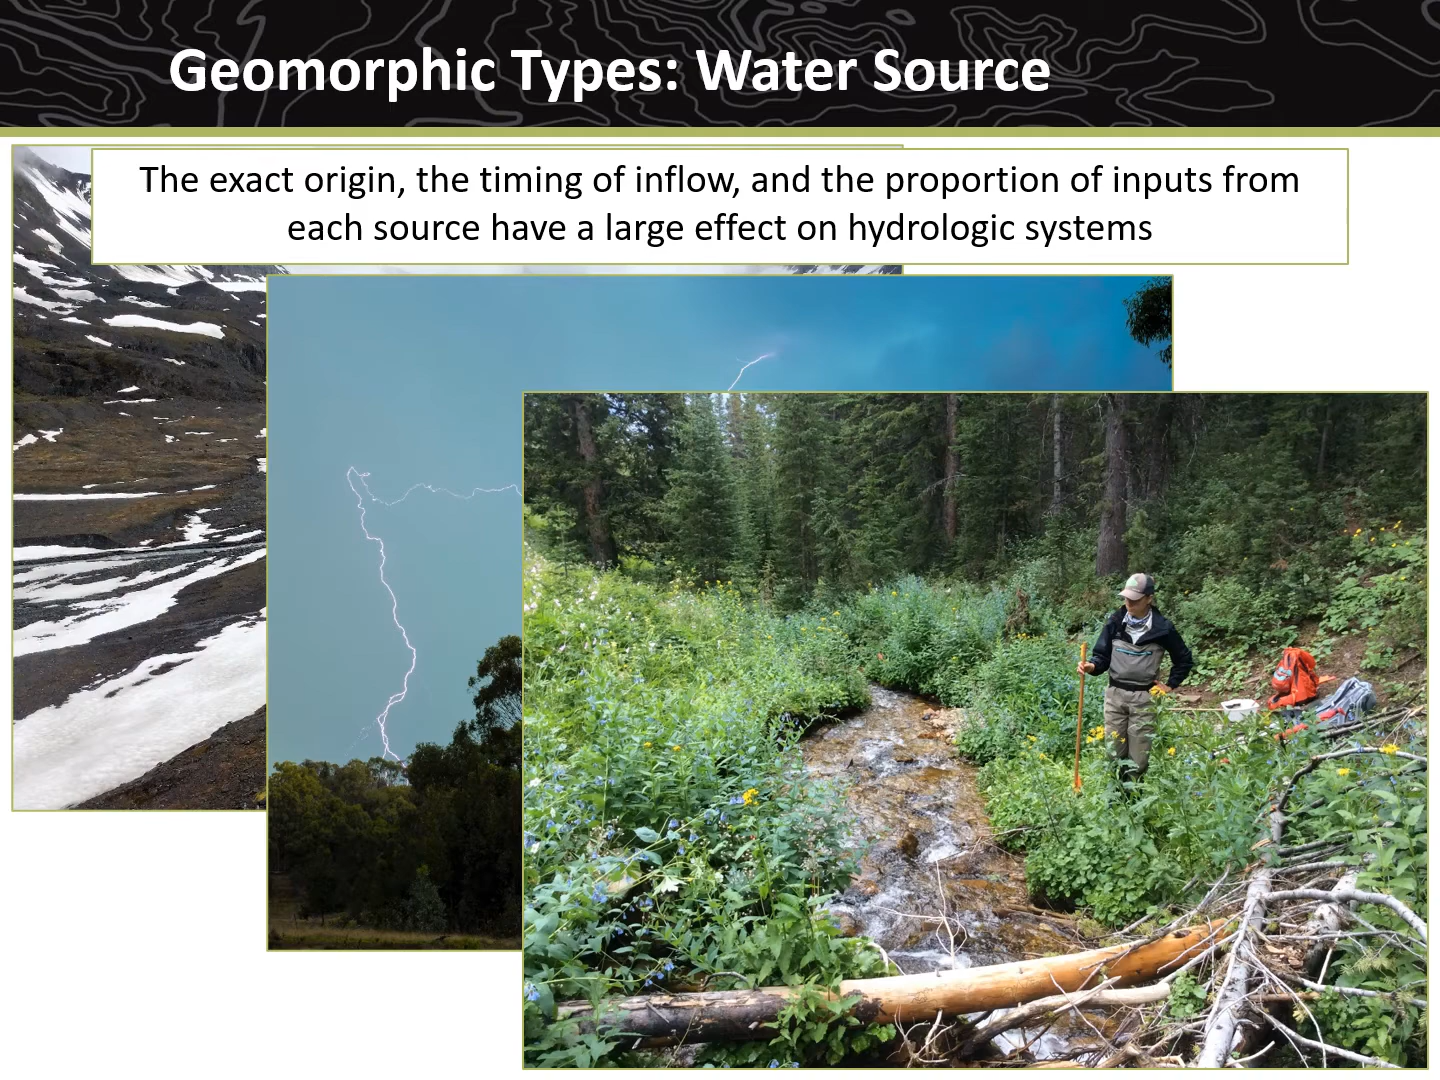 Geomorphic Types: Water Source
The exact origin, the timing of inflow, and the proportion of inputs from
each source have a large effect on hydrologic systems